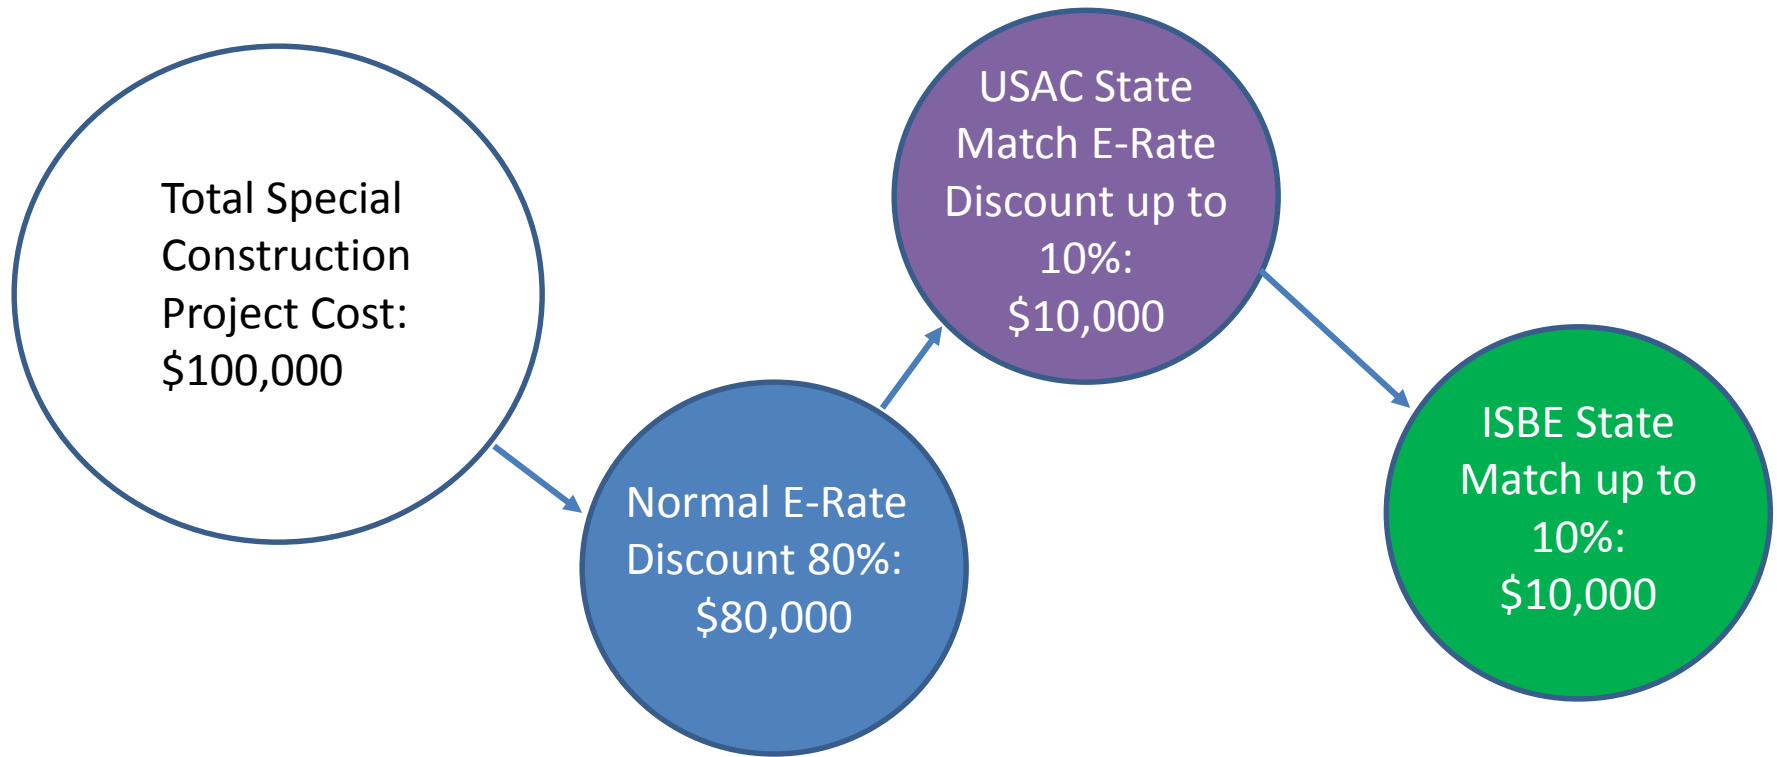 Total Special
Construction
Project Cost:
$100,000
Normal E-Rate
Discount 80%:
$80,000
USAC State
Match E-Rate
Discount up to
10%:
$10,000
ISBE State
Match up to
10%:
$10,000